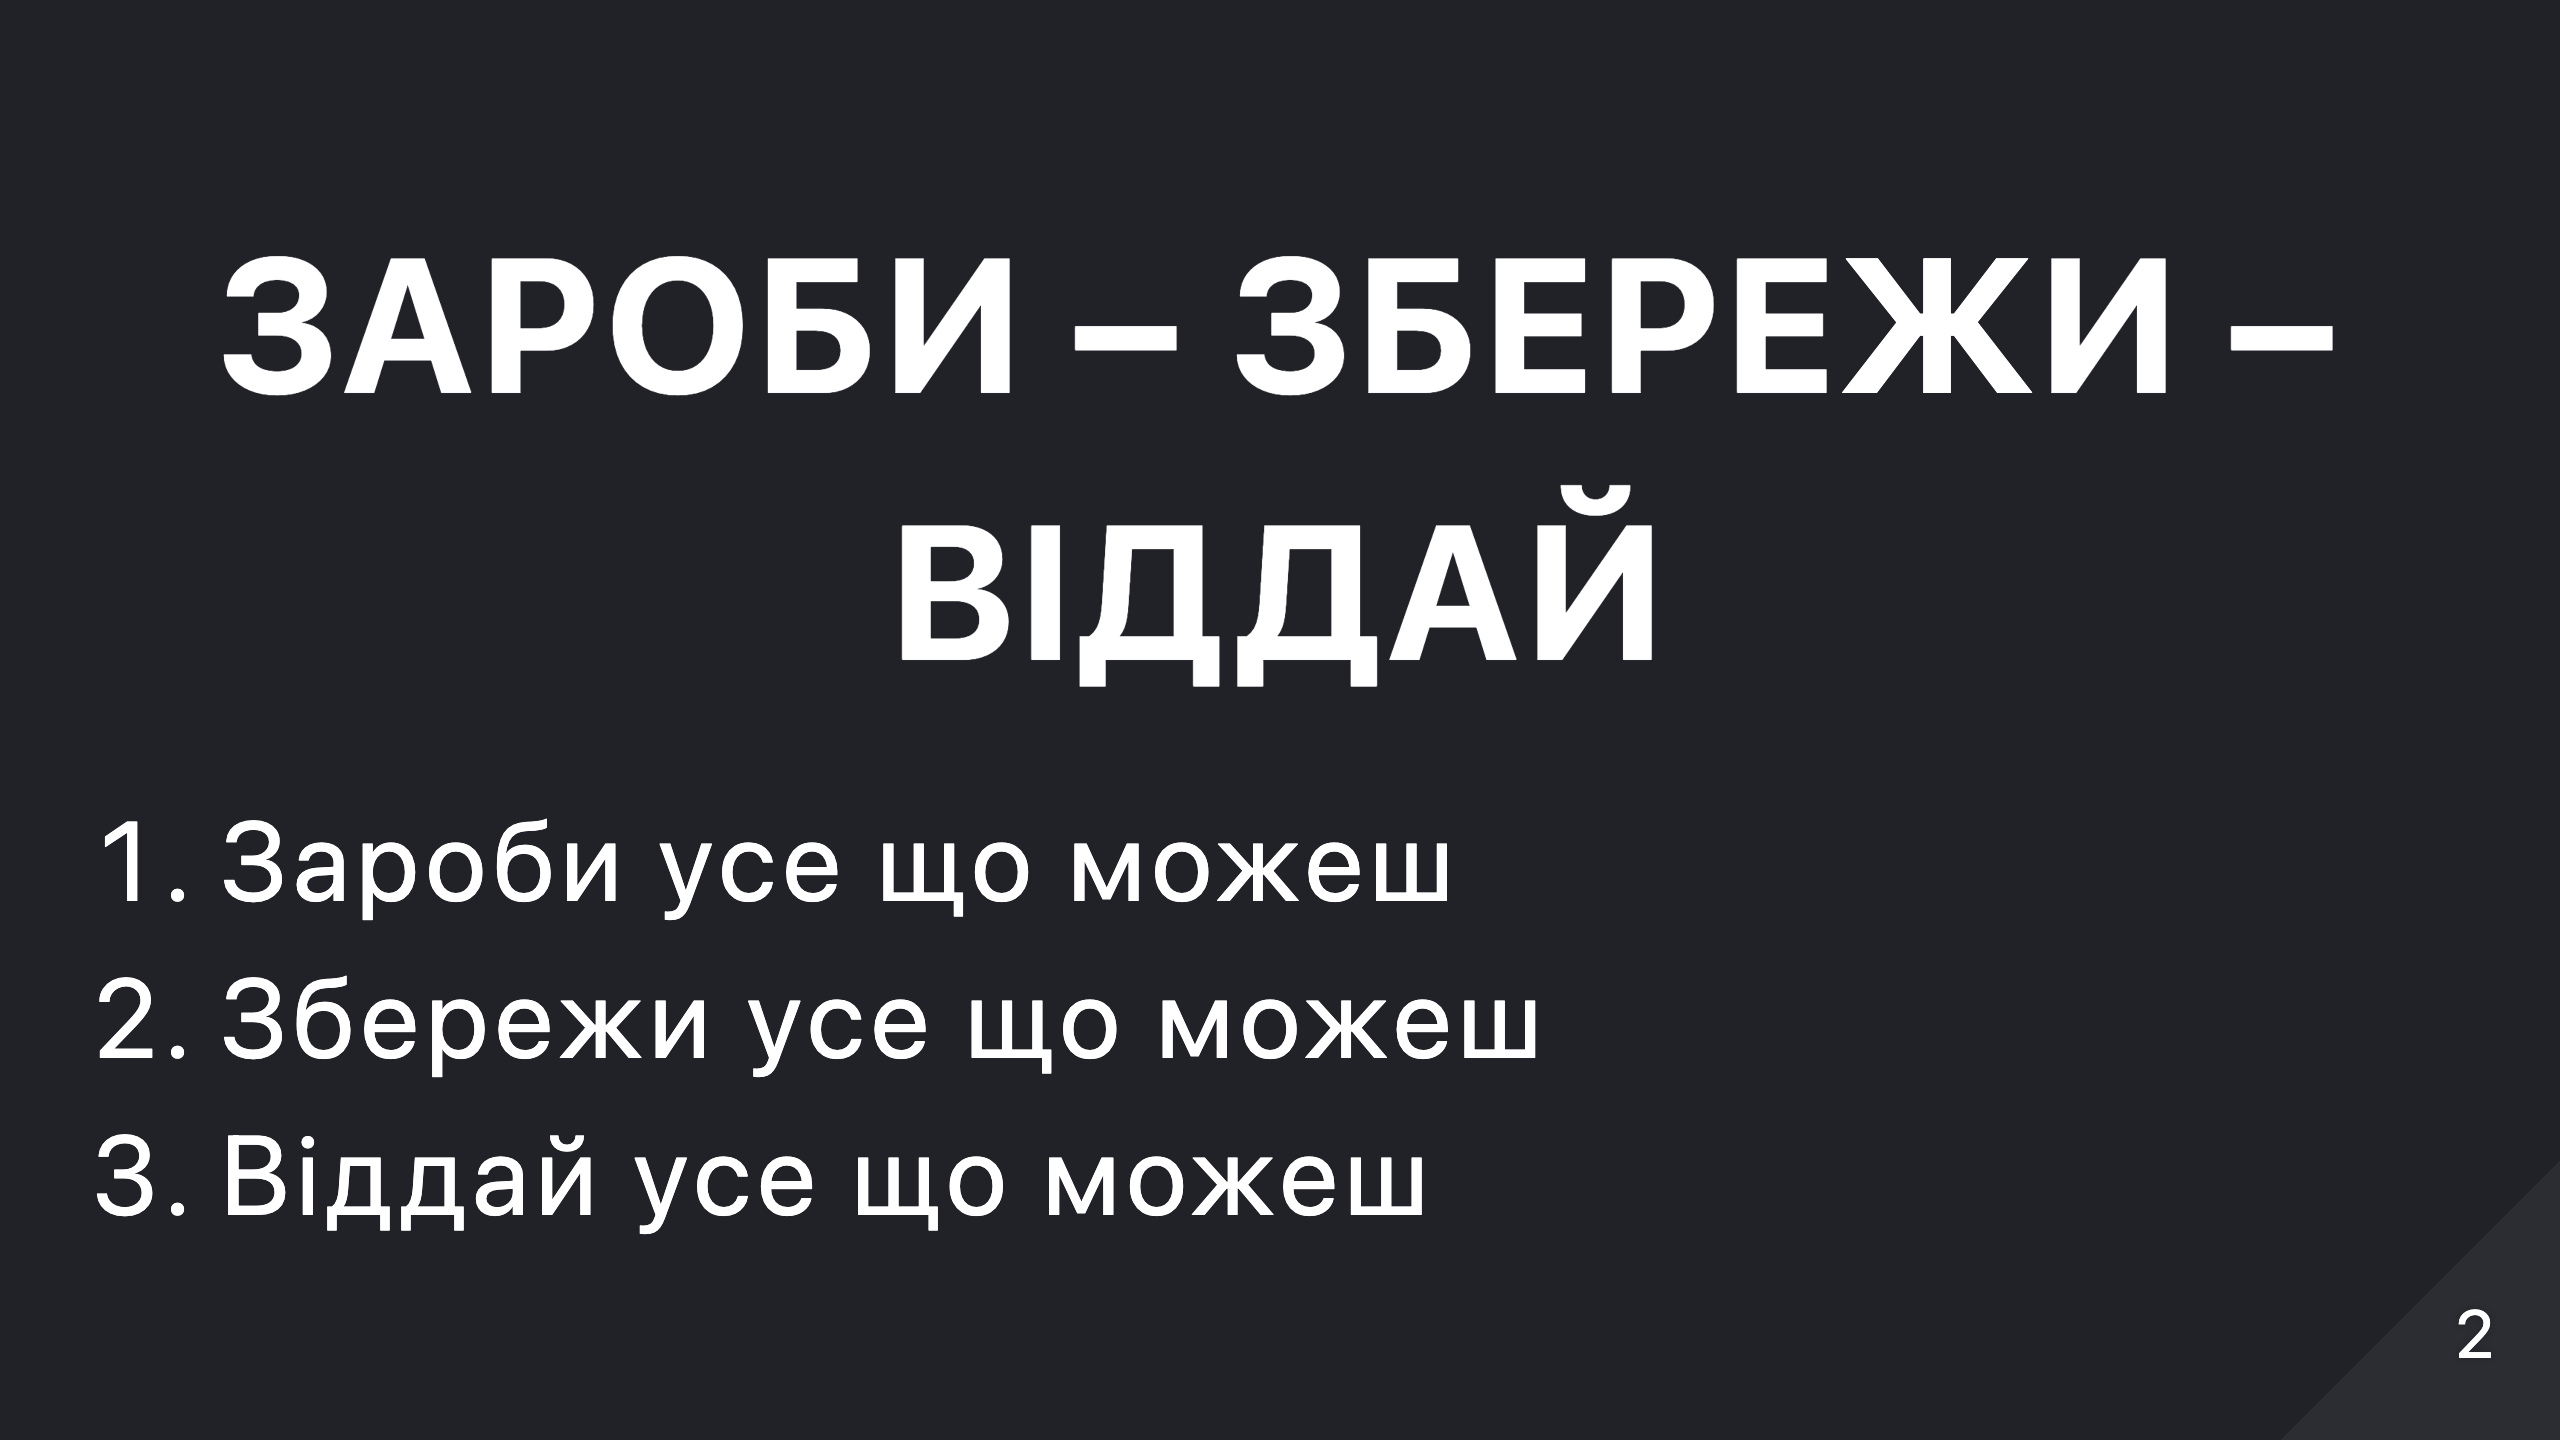 ЗАРОБИ – ЗБЕРЕЖИ –
ВІДДАЙ
1. Зароби усе що можеш
2. Збережи усе що можеш
3. Віддай усе що можеш
2